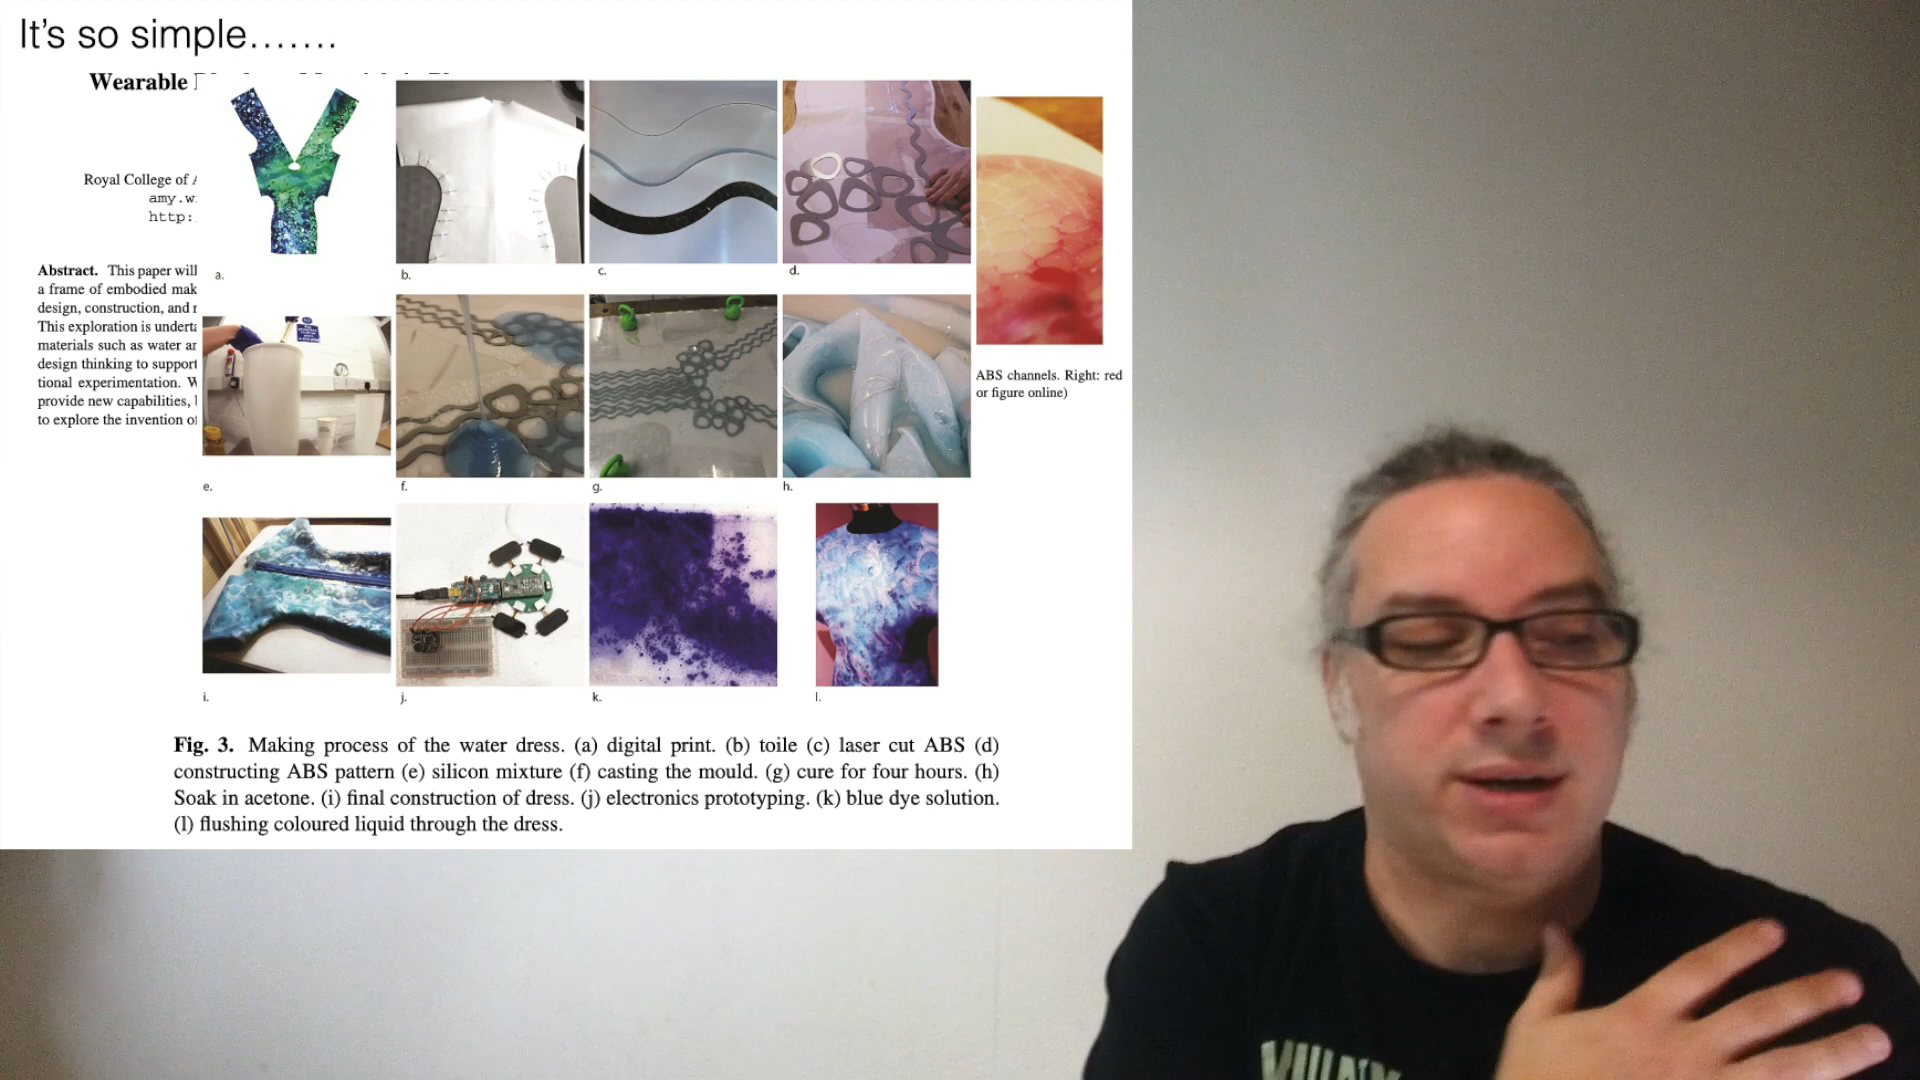 It's so simple.......
Wearable
Royal College of
amy.w
http:
Abstract. This paper will
a frame of embodied mak
design, construction, and
This exploration is underta
materials such as water ar
design thinking to support
tional experimentation. W
provide new capabilities,
to explore the invention of
a.
b.
c.
d.
ABS channels. Right: red
or figure online)
e.
f.
g.
h.
i.
j.
k.
l.
Fig. 3. Making process of the water dress. (a) digital print. (b) toile (c) laser cut ABS (d)
constructing ABS pattern (e) silicon mixture (f) casting the mould. (g) cure for four hours. (h)
Soak in acetone. (i) final construction of dress. (j) electronics prototyping. (k) blue dye solution.
(l) flushing coloured liquid through the dress.